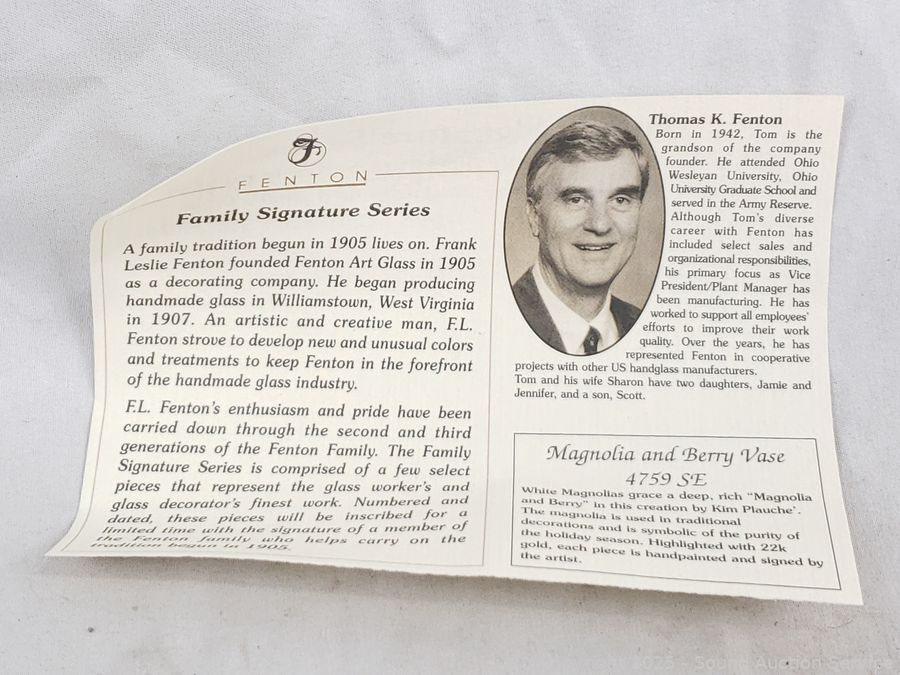 F
FENTON
Family Signature Series
A family tradition begun in 1905 lives on. Frank
Leslie Fenton founded Fenton Art Glass in 1905
as a decorating company. He began producing
handmade glass in Williamstown, West Virginia
in 1907. An artistic and creative man, F.L.
Fenton strove to develop new and unusual colors
and treatments to keep Fenton in the forefront
of the handmade glass industry.
F.L. Fenton's enthusiasm and pride have been
carried down through the second and third
generations of the Fenton Family. The Family
Signature Series is comprised of a few select
pieces that represent the glass worker's and
glass decorator's finest work. Numbered and
dated, these pieces will be inscribed for a
limited time with the signature of a member of
the Fenton family who helps carry on the
tradition begun in 1905.
Thomas K. Fenton
Born in 1942, Tom is the
grandson of the company
founder. He attended Ohio
Wesleyan University, Ohio
University Graduate School and
served in the Army Reserve.
Although Tom's diverse
career with Fenton has
included select sales and
organizational responsibilities,
his primary focus as Vice
President/Plant Manager has
been manufacturing. He has
worked to support all employees'
efforts to improve their work
quality. Over the years, he has
represented Fenton in cooperative
projects with other US handglass manufacturers.
Tom and his wife Sharon have two daughters, Jamie and
Jennifer, and a son, Scott.
Magnolia and Berry Vase
4759 SE
White Magnolias grace a deep, rich "Magnolia
and Berry" in this creation by Kim Plauche'.
The magnolia is used in traditional
decorations and is symbolic of the purity of
the holiday season. Highlighted with 22k
gold, each piece is handpainted and signed by
the artist.
2025 - Sound Auction Service